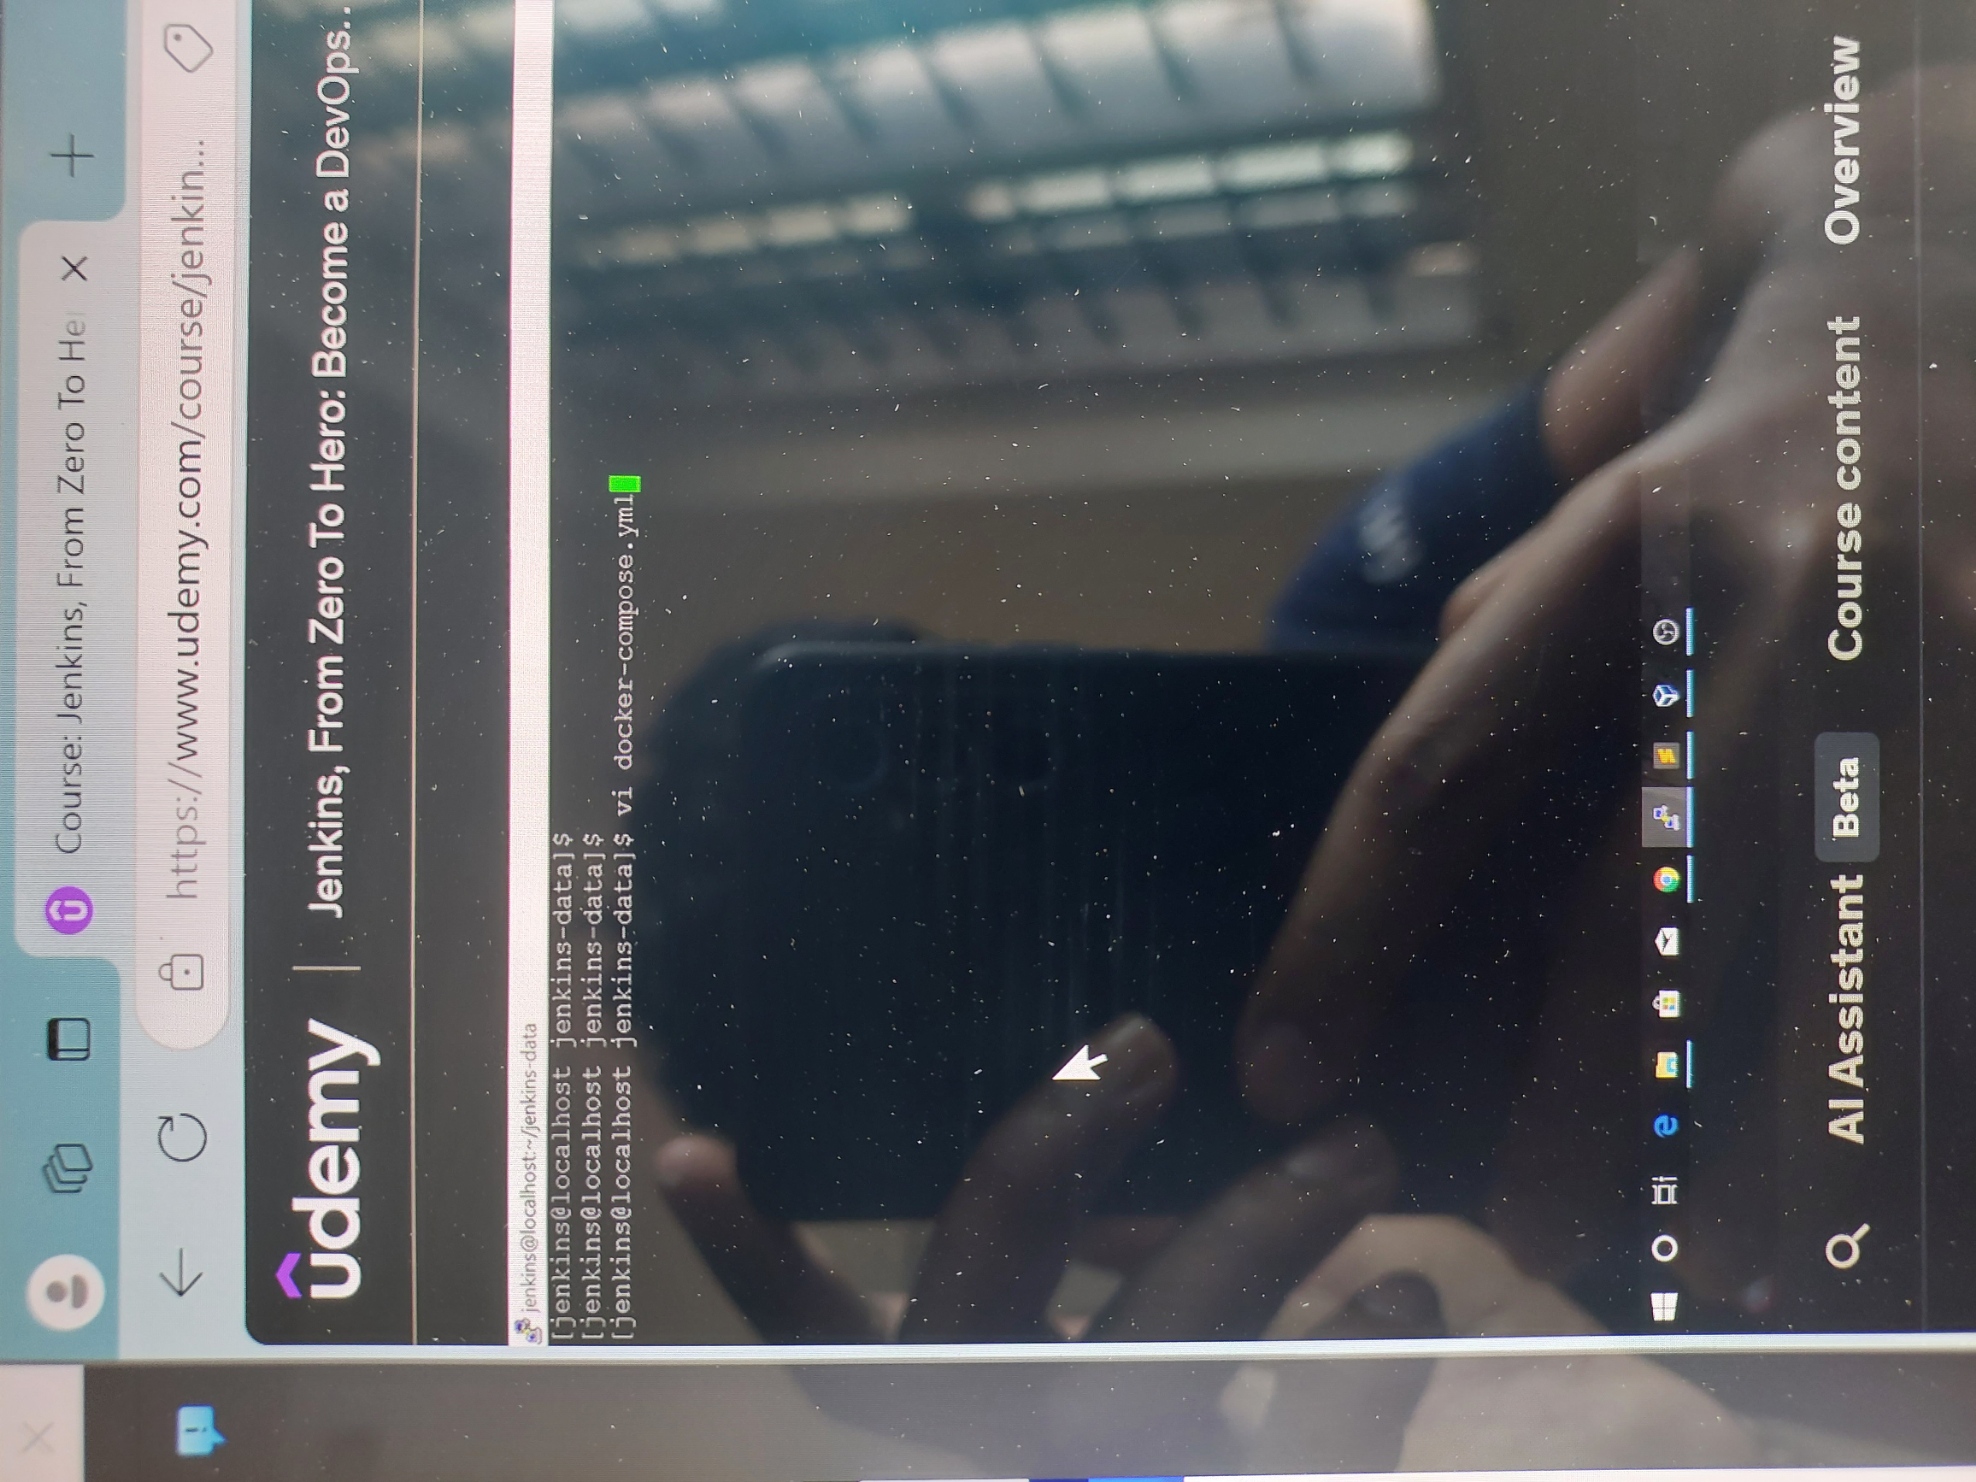 Course: Jenkins, From Zero To He
https://www.udemy.com/course/jenkin...
udemy
Jenkins, From Zero To Hero: Become a DevOps..
jenkins@localhost:~/jenkins-data
[jenkins@localhost jenkins-data]$
[jenkins@localhost jenkins-data]$
[jenkins@localhost jenkins-data]$ vi docker-compose.yml
AI Assistant Beta Course content Overview